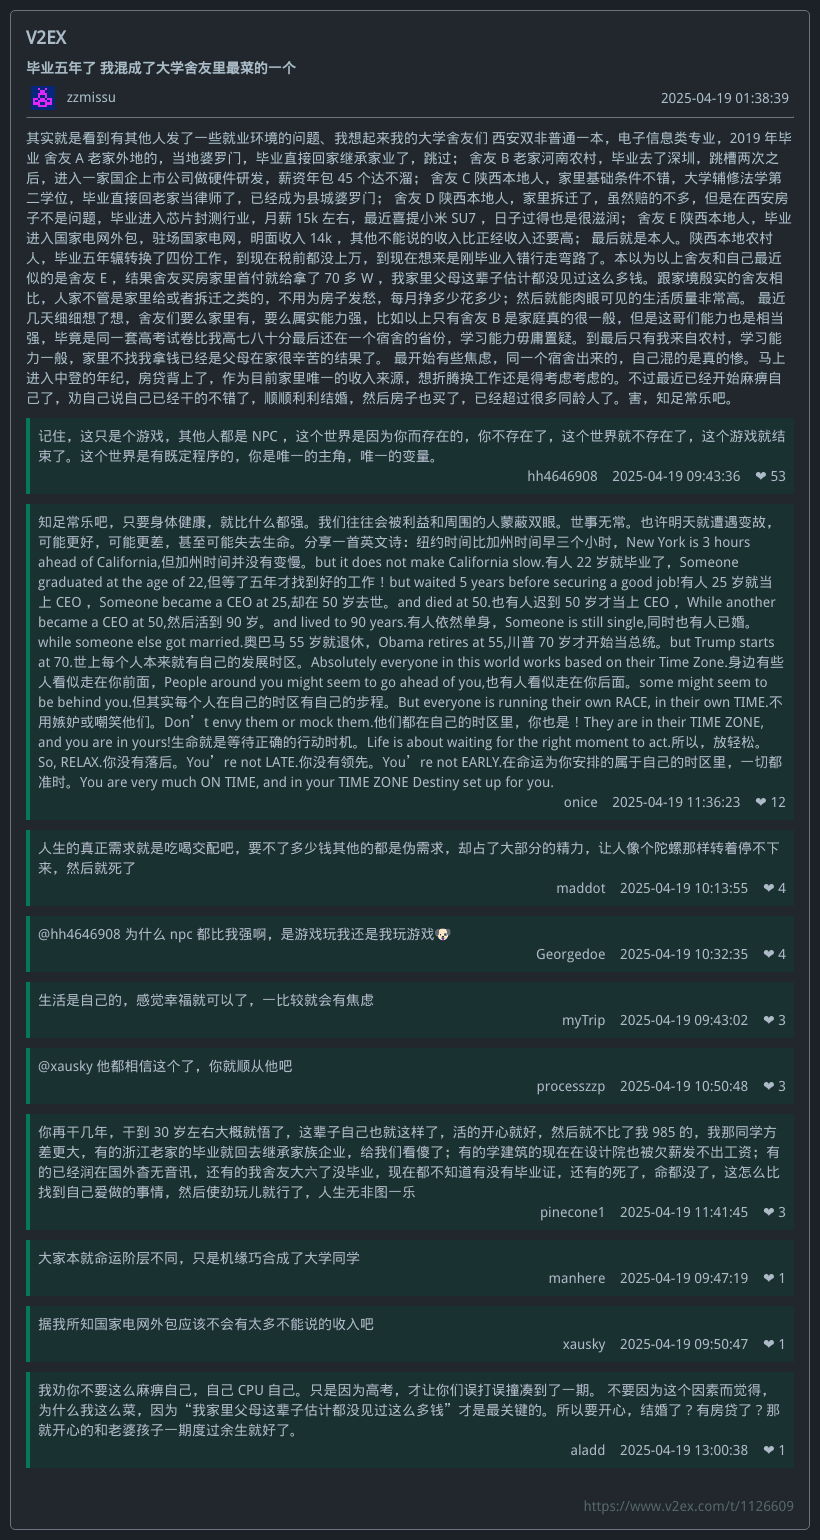 V2EX
毕业五年了 我混成了大学舍友里最菜的一个
zzmissu 2025-04-19 01:38:39
其实就是看到有其他人发了一些就业环境的问题、我想起来我的大学舍友们 西安双非普通一本，电子信息类专业，2019 年毕
业 舍友 A 老家外地的，当地婆罗门，毕业直接回家继承家业了，跳过； 舍友 B 老家河南农村，毕业去了深圳，跳槽两次之
后，进入一家国企上市公司做硬件研发，薪资年包 45 个达不溜； 舍友 C 陕西本地人，家里基础条件不错，大学辅修法学第
二学位，毕业直接回老家当律师了，已经成为县城婆罗门； 舍友 D 陕西本地人，家里拆迁了，虽然赔的不多，但是在西安房
子不是问题，毕业进入芯片封测行业，月薪 15k 左右，最近喜提小米 SU7 ，日子过得也是很滋润； 舍友 E 陕西本地人，毕业
进入国家电网外包，驻场国家电网，明面收入 14k ，其他不能说的收入比正经收入还要高； 最后就是本人。陕西本地农村
人，毕业五年辗转换了四份工作，到现在税前都没上万，到现在想来是刚毕业入错行走弯路了。本以为以上舍友和自己最近
似的是舍友 E ，结果舍友买房家里首付就给拿了 70 多 W ，我家里父母这辈子估计都没见过这么多钱。跟家境殷实的舍友相
比，人家不管是家里给或者拆迁之类的，不用为房子发愁，每月挣多少花多少；然后就能肉眼可见的生活质量非常高。 最近
几天细细想了想，舍友们要么家里有，要么属实能力强，比如以上只有舍友 B 是家庭真的很一般，但是这哥们能力也是相当
强，毕竟是同一套高考试卷比我高七八十分最后还在一个宿舍的省份，学习能力毋庸置疑。到最后只有我来自农村，学习能
力一般，家里不找我拿钱已经是父母在家很辛苦的结果了。 最开始有些焦虑，同一个宿舍出来的，自己混的是真的惨。马上
进入中登的年纪，房贷背上了，作为目前家里唯一的收入来源，想折腾换工作还是得考虑考虑的。不过最近已经开始麻痹自
己了，劝自己说自己已经干的不错了，顺顺利利结婚，然后房子也买了，已经超过很多同龄人了。害，知足常乐吧。
记住，这只是个游戏，其他人都是 NPC ，这个世界是因为你而存在的，你不存在了，这个世界就不存在了，这个游戏就结
束了。这个世界是有既定程序的，你是唯一的主角，唯一的变量。
hh4646908 2025-04-19 09:43:36 ❤ 53
知足常乐吧，只要身体健康，就比什么都强。我们往往会被利益和周围的人蒙蔽双眼。世事无常。也许明天就遭遇变故，
可能更好，可能更差，甚至可能失去生命。分享一首英文诗：纽约时间比加州时间早三个小时，New York is 3 hours
ahead of California,但加州时间并没有变慢。but it does not make California slow.有人 22 岁就毕业了，Someone
graduated at the age of 22,但等了五年才找到好的工作！but waited 5 years before securing a good job!有人 25 岁就当
上 CEO ，Someone became a CEO at 25,却在 50 岁去世。and died at 50.也有人迟到 50 岁才当上 CEO ，While another
became a CEO at 50,然后活到 90 岁。and lived to 90 years.有人依然单身，Someone is still single,同时也有人已婚。
while someone else got married.奥巴马 55 岁就退休，Obama retires at 55,川普 70 岁才开始当总统。but Trump starts
at 70.世上每个人本来就有自己的发展时区。Absolutely everyone in this world works based on their Time Zone.身边有些
人看似走在你前面，People around you might seem to go ahead of you,也有人看似走在你后面。some might seem to
be behind you.但其实每个人在自己的时区有自己的步程。But everyone is running their own RACE, in their own TIME.不
用嫉妒或嘲笑他们。Don’t envy them or mock them.他们都在自己的时区里，你也是！They are in their TIME ZONE,
and you are in yours!生命就是等待正确的行动时机。Life is about waiting for the right moment to act.所以，放轻松。
So, RELAX.你没有落后。You’re not LATE.你没有领先。You’re not EARLY.在命运为你安排的属于自己的时区里，一切都
准时。You are very much ON TIME, and in your TIME ZONE Destiny set up for you.
onice 2025-04-19 11:36:23 ❤ 12
人生的真正需求就是吃喝交配吧，要不了多少钱其他的都是伪需求，却占了大部分的精力，让人像个陀螺那样转着停不下
来，然后就死了
maddot 2025-04-19 10:13:55 ❤ 4
@hh4646908 为什么 npc 都比我强啊，是游戏玩我还是我玩游戏🐶
Georgedoe 2025-04-19 10:32:35 ❤ 4
生活是自己的，感觉幸福就可以了，一比较就会有焦虑
myTrip 2025-04-19 09:43:02 ❤ 3
@xausky 他都相信这个了，你就顺从他吧
processzzp 2025-04-19 10:50:48 ❤ 3
你再干几年，干到 30 岁左右大概就悟了，这辈子自己也就这样了，活的开心就好，然后就不比了我 985 的，我那同学方
差更大，有的浙江老家的毕业就回去继承家族企业，给我们看傻了；有的学建筑的现在在设计院也被欠薪发不出工资；有
的已经润在国外杳无音讯，还有的我舍友大六了没毕业，现在都不知道有没有毕业证，还有的死了，命都没了，这怎么比
找到自己爱做的事情，然后使劲玩儿就行了，人生无非图一乐
pinecone1 2025-04-19 11:41:45 ❤ 3
大家本就命运阶层不同，只是机缘巧合成了大学同学
manhere 2025-04-19 09:47:19 ❤ 1
据我所知国家电网外包应该不会有太多不能说的收入吧
xausky 2025-04-19 09:50:47 ❤ 1
我劝你不要这么麻痹自己，自己 CPU 自己。只是因为高考，才让你们误打误撞凑到了一期。 不要因为这个因素而觉得，
为什么我这么菜，因为“我家里父母这辈子估计都没见过这么多钱”才是最关键的。所以要开心，结婚了？有房贷了？那
就开心的和老婆孩子一期度过余生就好了。
aladd 2025-04-19 13:00:38 ❤ 1
https://www.v2ex.com/t/1126609